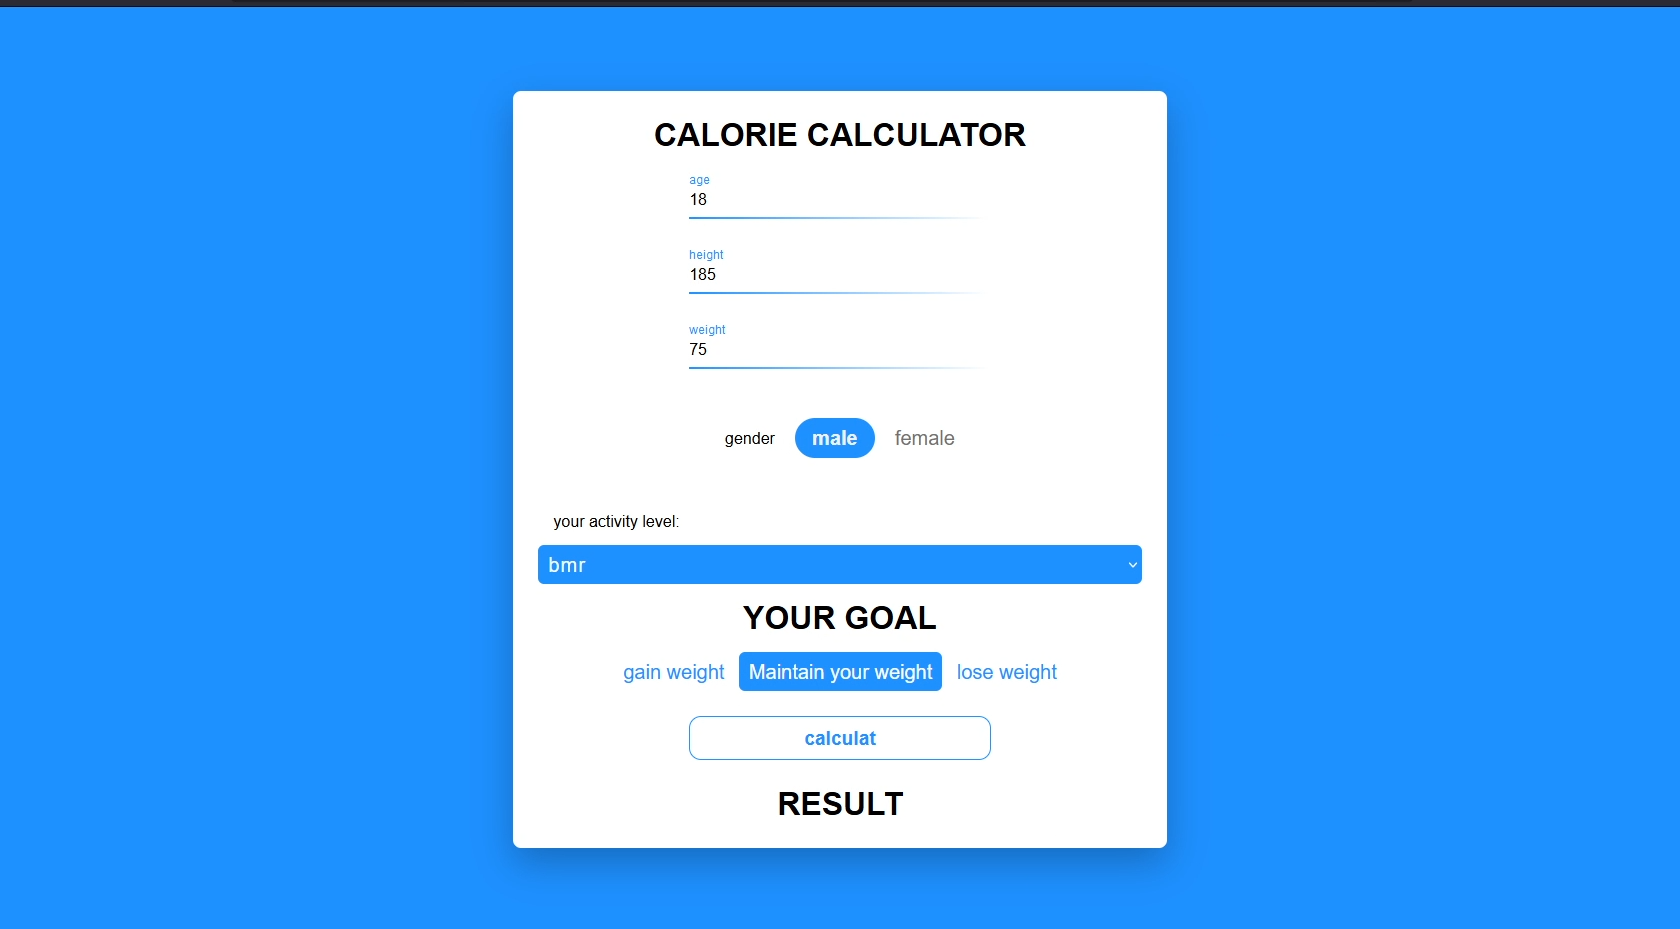 CALORIE CALCULATOR
age
18
height
185
weight
75
gender male female
your activity level:
bmr
YOUR GOAL
gain weight Maintain your weight lose weight
calculat
RESULT